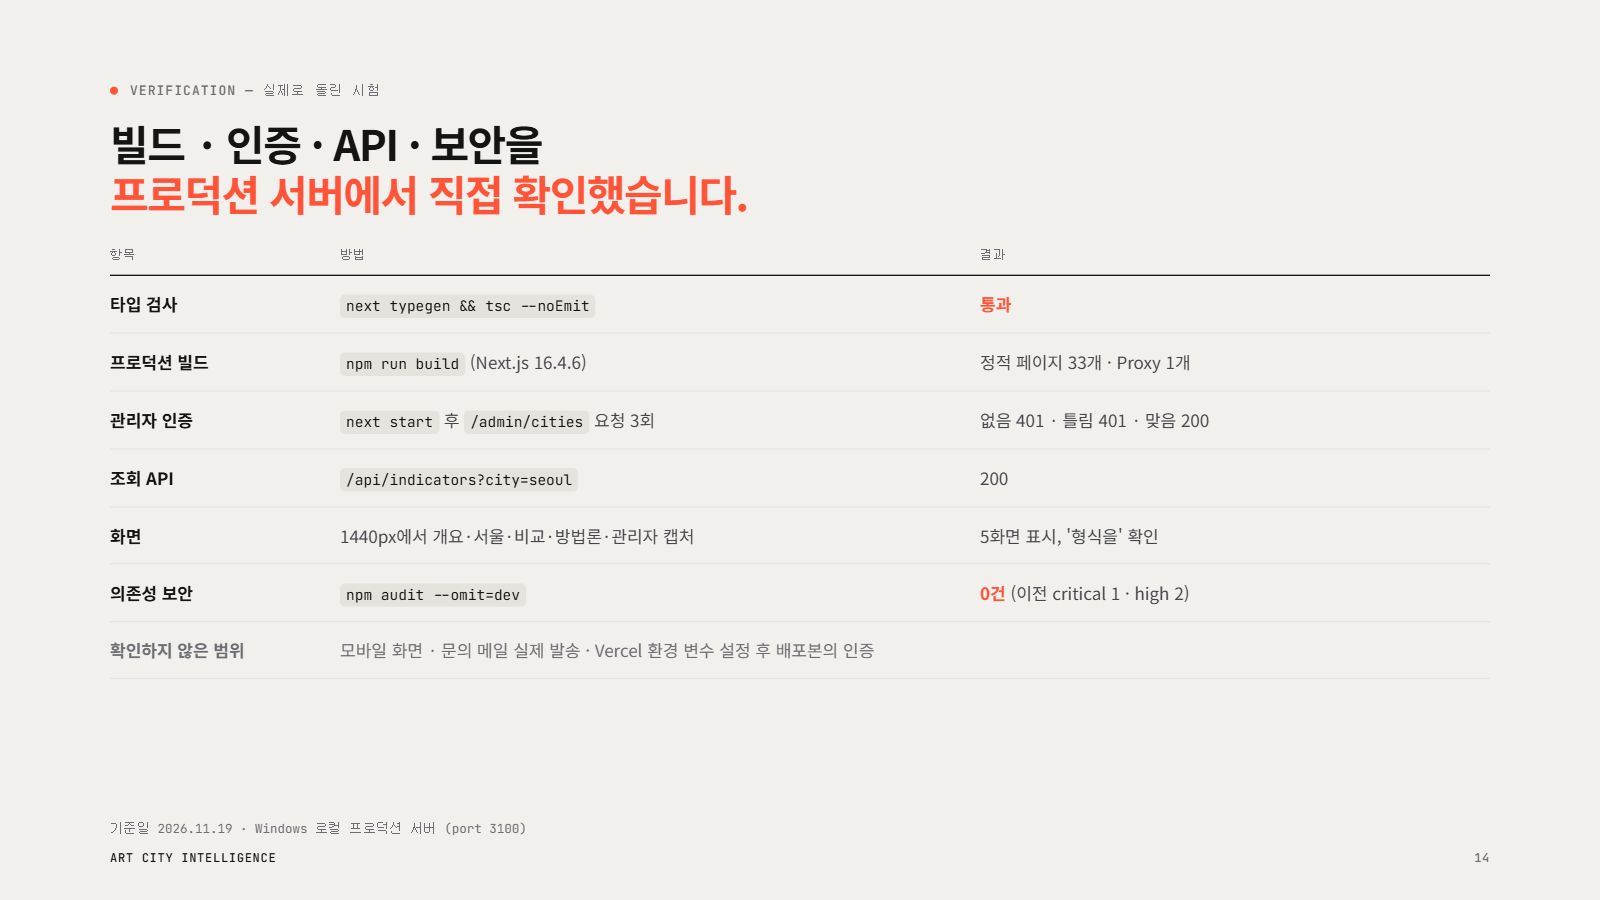 VERIFICATION — 실제로 돌린 시험
빌드 · 인증 · API · 보안을
프로덕션 서버에서 직접 확인했습니다.
항목 방법 결과
타입 검사 next typegen && tsc --noEmit 통과
프로덕션 빌드 npm run build (Next.js 16.4.6) 정적 페이지 33개 · Proxy 1개
관리자 인증 next start 후 /admin/cities 요청 3회 없음 401 · 틀림 401 · 맞음 200
조회 API /api/indicators?city=seoul 200
화면 1440px에서 개요·서울·비교·방법론·관리자 캡처 5화면 표시, '형식을' 확인
의존성 보안 npm audit --omit=dev 0건 (이전 critical 1 · high 2)
확인하지 않은 범위 모바일 화면 · 문의 메일 실제 발송 · Vercel 환경 변수 설정 후 배포본의 인증
기준일 2026.11.19 · Windows 로컬 프로덕션 서버 (port 3100)
ART CITY INTELLIGENCE 14